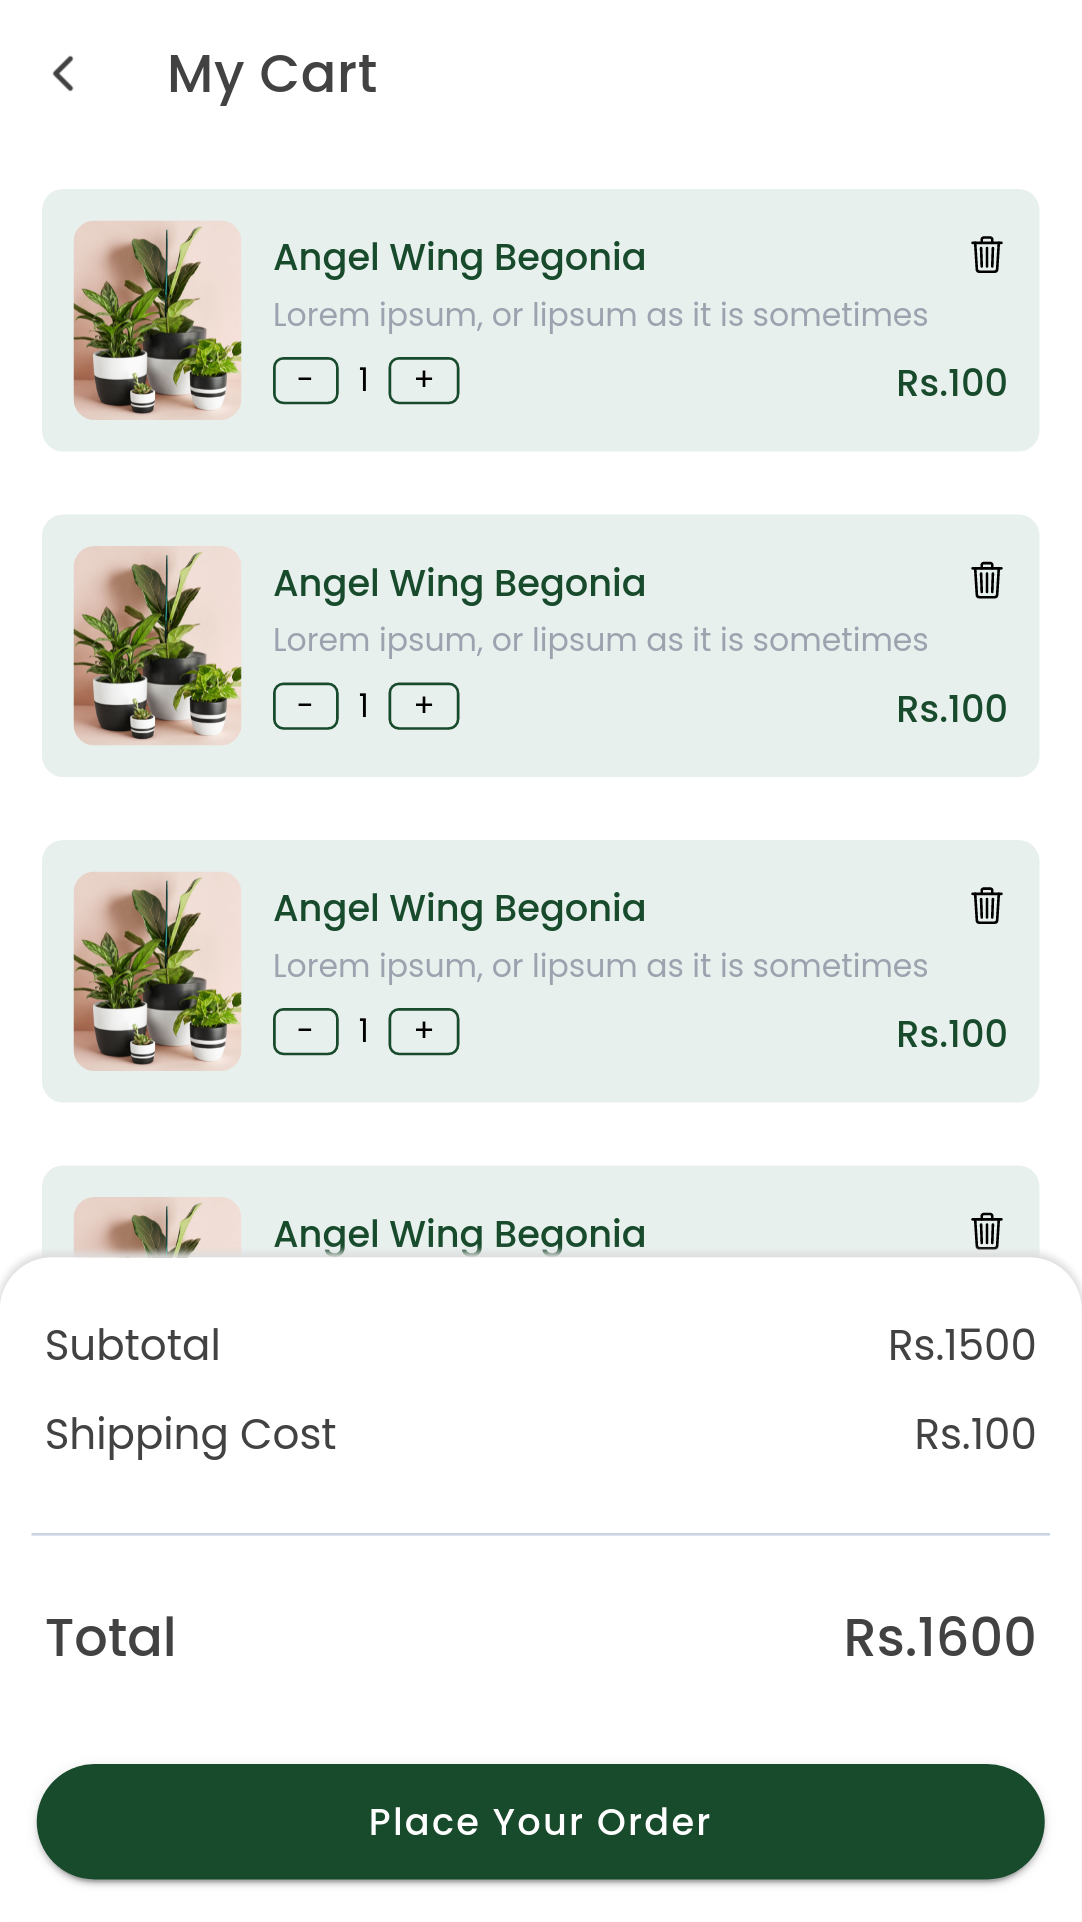 My Cart
Angel Wing Begonia
Lorem ipsum, or lipsum as it is sometimes
- 1 +
Rs.100
Angel Wing Begonia
Lorem ipsum, or lipsum as it is sometimes
- 1 +
Rs.100
Angel Wing Begonia
Lorem ipsum, or lipsum as it is sometimes
- 1 +
Rs.100
Angel Wing Begonia
Subtotal Rs.1500
Shipping Cost Rs.100
Total Rs.1600
Place Your Order